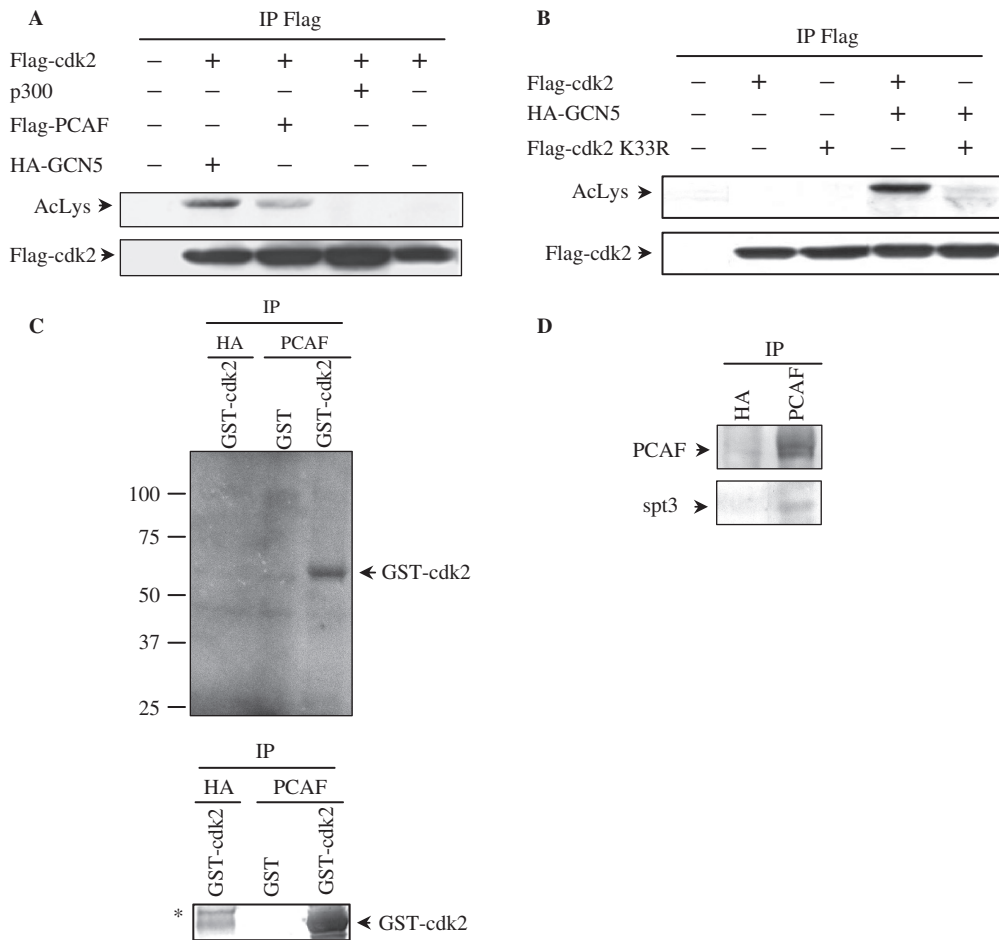 A
IP Flag
Flag-cdk2 – + + + +
p300 – – – + –
Flag-PCAF – – + – –
HA-GCN5 – + – – –
AcLys
Flag-cdk2
B
IP Flag
Flag-cdk2 – + – + –
HA-GCN5 – – – + +
Flag-cdk2 K33R – – + – +
AcLys
Flag-cdk2
C
IP
HA PCAF
GST-cdk2 GST GST-cdk2
100
75
50
37
25
GST-cdk2
IP
HA PCAF
GST-cdk2 GST GST-cdk2
*
GST-cdk2
D
IP
HA PCAF
PCAF
spt3